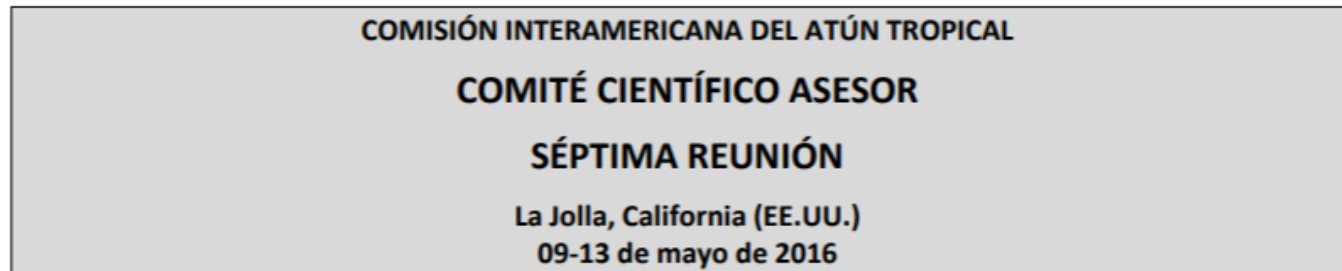 COMISIÓN INTERAMERICANA DEL ATÚN TROPICAL
COMITÉ CIENTÍFICO ASESOR
SÉPTIMA REUNIÓN
La Jolla, California (EE.UU.)
09-13 de mayo de 2016